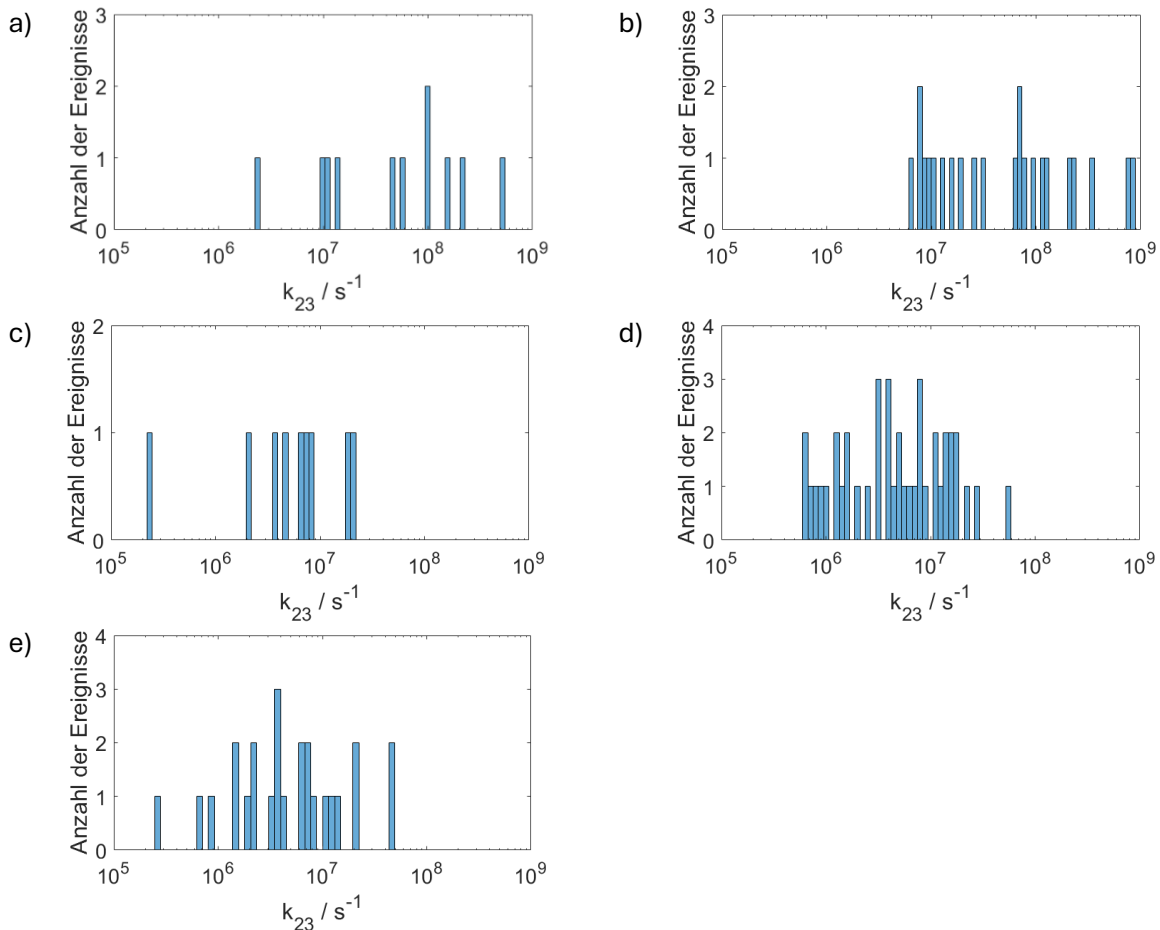 a)
Anzahl der Ereignisse
3
2
1
0
10^5 10^6 10^7 10^8 10^9
k_23 / s^-1
b)
Anzahl der Ereignisse
3
2
1
0
10^5 10^6 10^7 10^8 10^9
k_23 / s^-1
c)
Anzahl der Ereignisse
2
1
0
10^5 10^6 10^7 10^8 10^9
k_23 / s^-1
d)
Anzahl der Ereignisse
4
3
2
1
0
10^5 10^6 10^7 10^8 10^9
k_23 / s^-1
e)
Anzahl der Ereignisse
4
3
2
1
0
10^5 10^6 10^7 10^8 10^9
k_23 / s^-1